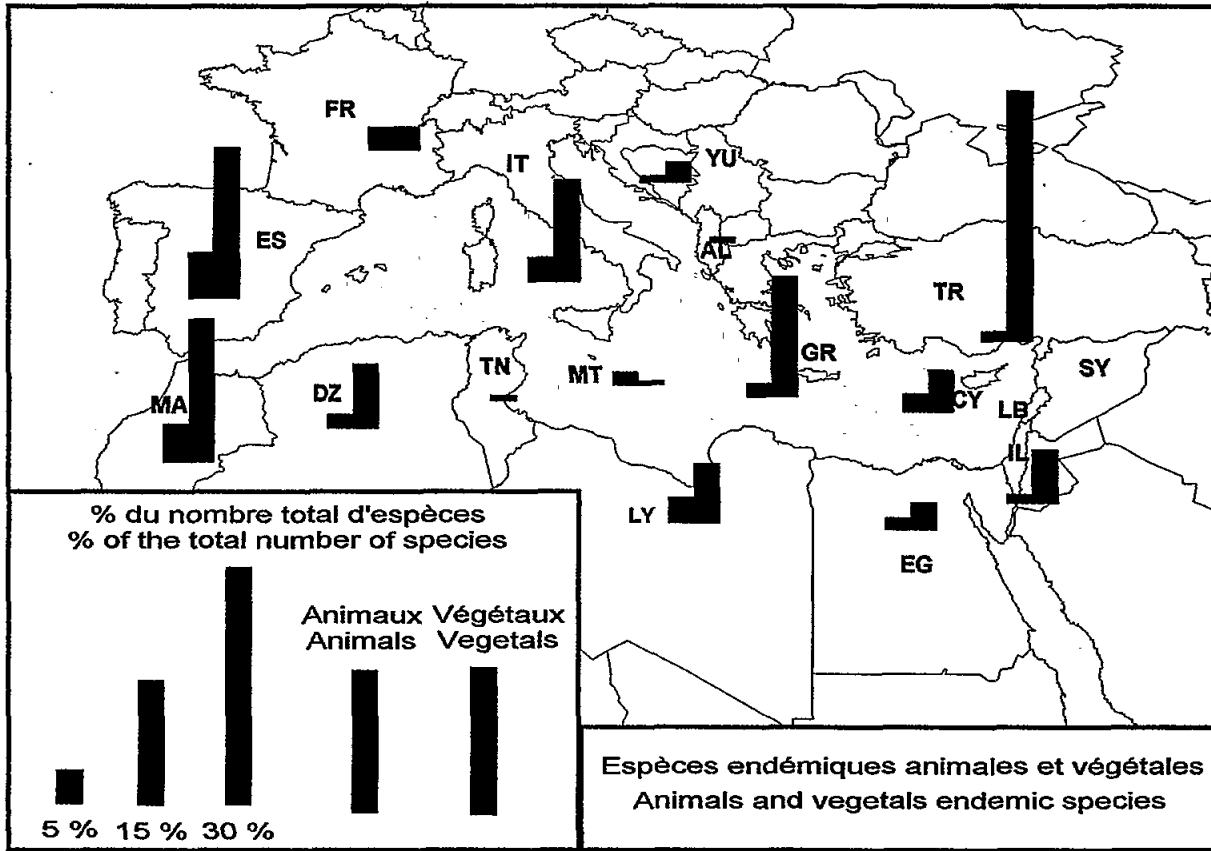 FR
IT
YU
ES
AL
TR
GR
TN
MT
SY
DZ
MA
CY
LB
IL
LY
EG
% du nombre total d'espèces
% of the total number of species
Animaux Végétaux
Animals Vegetals
5 % 15 % 30 %
Espèces endémiques animales et végétales
Animals and vegetals endemic species